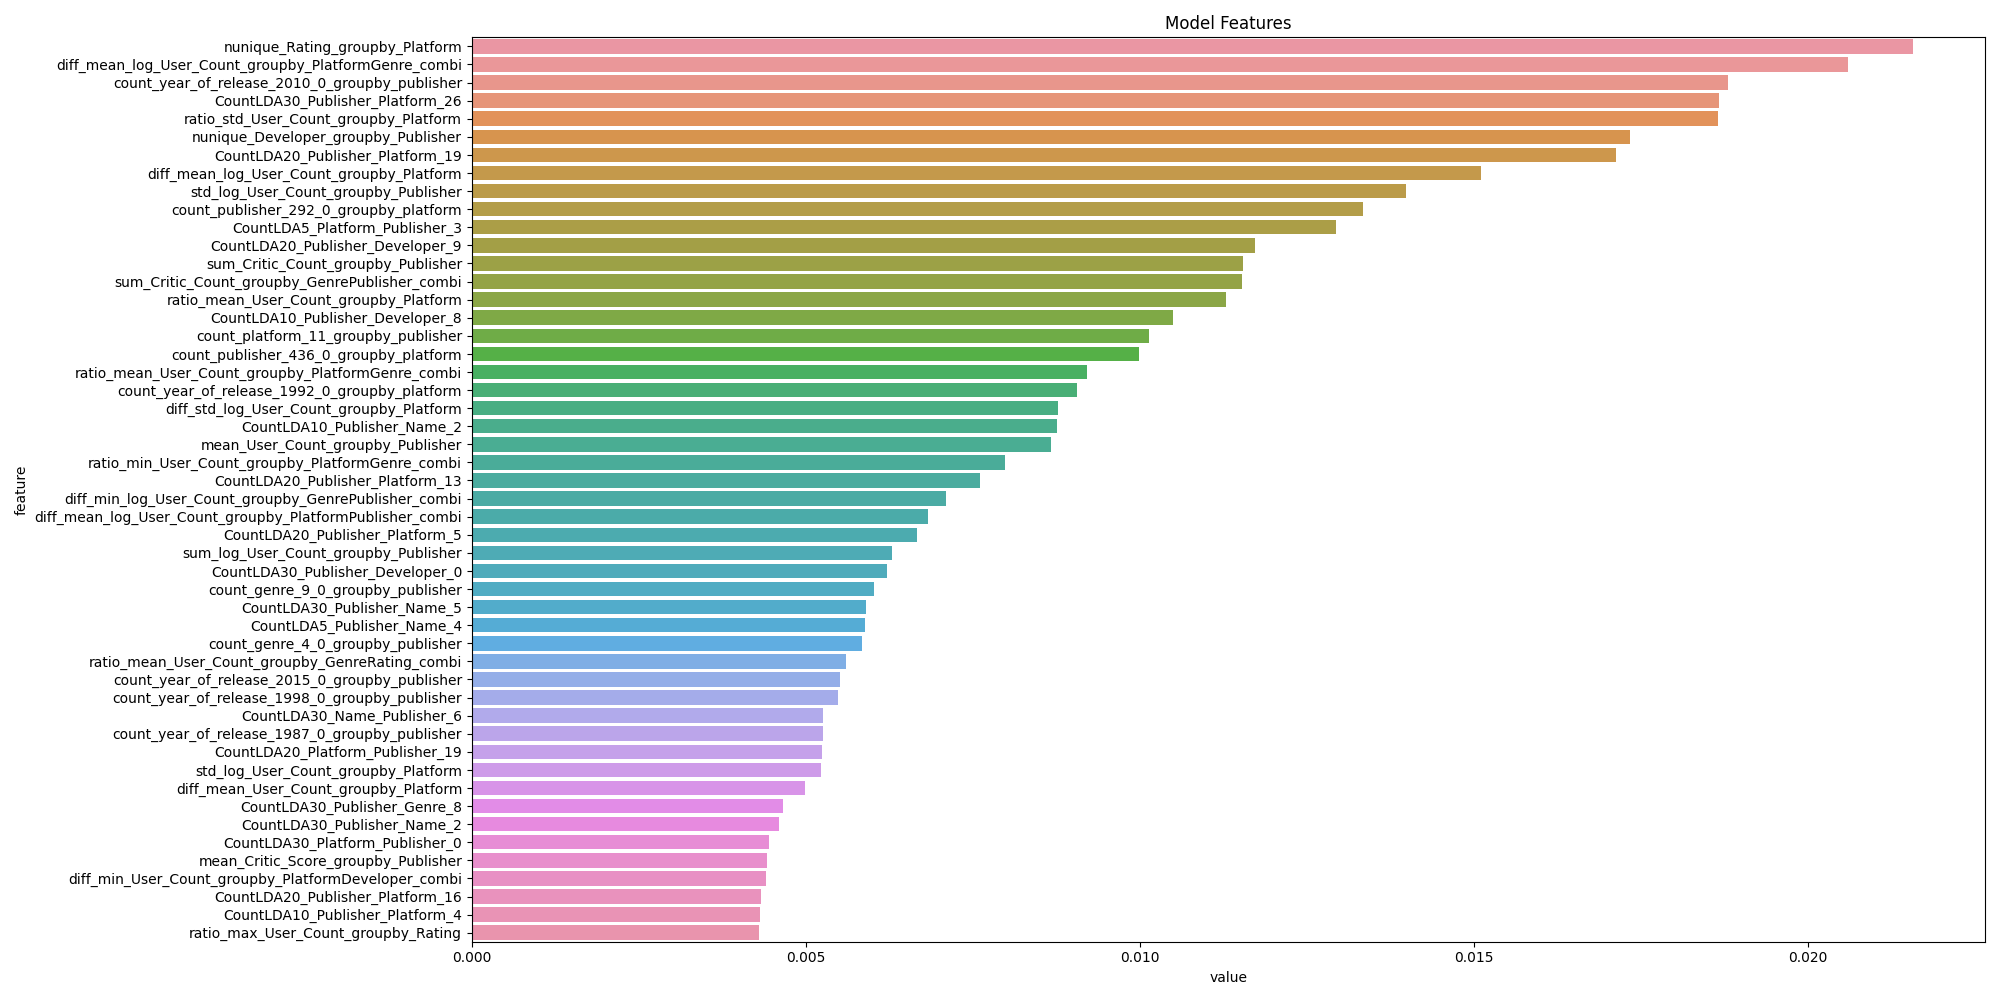 Model Features
nunique_Rating_groupby_Platform
diff_mean_log_User_Count_groupby_PlatformGenre_combi
count_year_of_release_2010_0_groupby_publisher
CountLDA30_Publisher_Platform_26
ratio_std_User_Count_groupby_Platform
nunique_Developer_groupby_Publisher
CountLDA20_Publisher_Platform_19
diff_mean_log_User_Count_groupby_Platform
std_log_User_Count_groupby_Publisher
count_publisher_292_0_groupby_platform
CountLDA5_Platform_Publisher_3
CountLDA20_Publisher_Developer_9
sum_Critic_Count_groupby_Publisher
sum_Critic_Count_groupby_GenrePublisher_combi
ratio_mean_User_Count_groupby_Platform
CountLDA10_Publisher_Developer_8
count_platform_11_groupby_publisher
count_publisher_436_0_groupby_platform
ratio_mean_User_Count_groupby_PlatformGenre_combi
count_year_of_release_1992_0_groupby_platform
diff_std_log_User_Count_groupby_Platform
CountLDA10_Publisher_Name_2
mean_User_Count_groupby_Publisher
ratio_min_User_Count_groupby_PlatformGenre_combi
CountLDA20_Publisher_Platform_13
diff_min_log_User_Count_groupby_GenrePublisher_combi
diff_mean_log_User_Count_groupby_PlatformPublisher_combi
CountLDA20_Publisher_Platform_5
sum_log_User_Count_groupby_Publisher
CountLDA30_Publisher_Developer_0
count_genre_9_0_groupby_publisher
CountLDA30_Publisher_Name_5
CountLDA5_Publisher_Name_4
count_genre_4_0_groupby_publisher
ratio_mean_User_Count_groupby_GenreRating_combi
count_year_of_release_2015_0_groupby_publisher
count_year_of_release_1998_0_groupby_publisher
CountLDA30_Name_Publisher_6
count_year_of_release_1987_0_groupby_publisher
CountLDA20_Platform_Publisher_19
std_log_User_Count_groupby_Platform
diff_mean_User_Count_groupby_Platform
CountLDA30_Publisher_Genre_8
CountLDA30_Publisher_Name_2
CountLDA30_Platform_Publisher_0
mean_Critic_Score_groupby_Publisher
diff_min_User_Count_groupby_PlatformDeveloper_combi
CountLDA20_Publisher_Platform_16
CountLDA10_Publisher_Platform_4
ratio_max_User_Count_groupby_Rating
feature
0.000 0.005 0.010 0.015 0.020
value